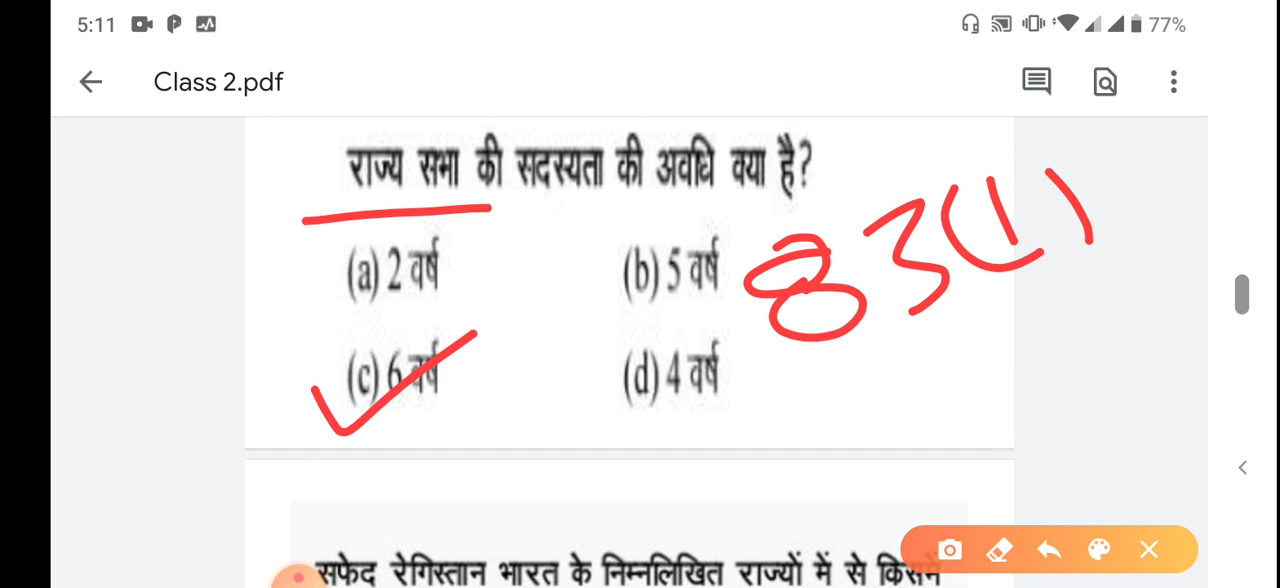 5:11 77%
Class 2.pdf
राज्य सभा की सदस्यता की अवधि क्या है?
(a) 2 वर्ष (b) 5 वर्ष 83(1)
(c) 6 वर्ष (d) 4 वर्ष
सफेद रेगिस्तान भारत के निम्नलिखित राज्यों में से किसमें